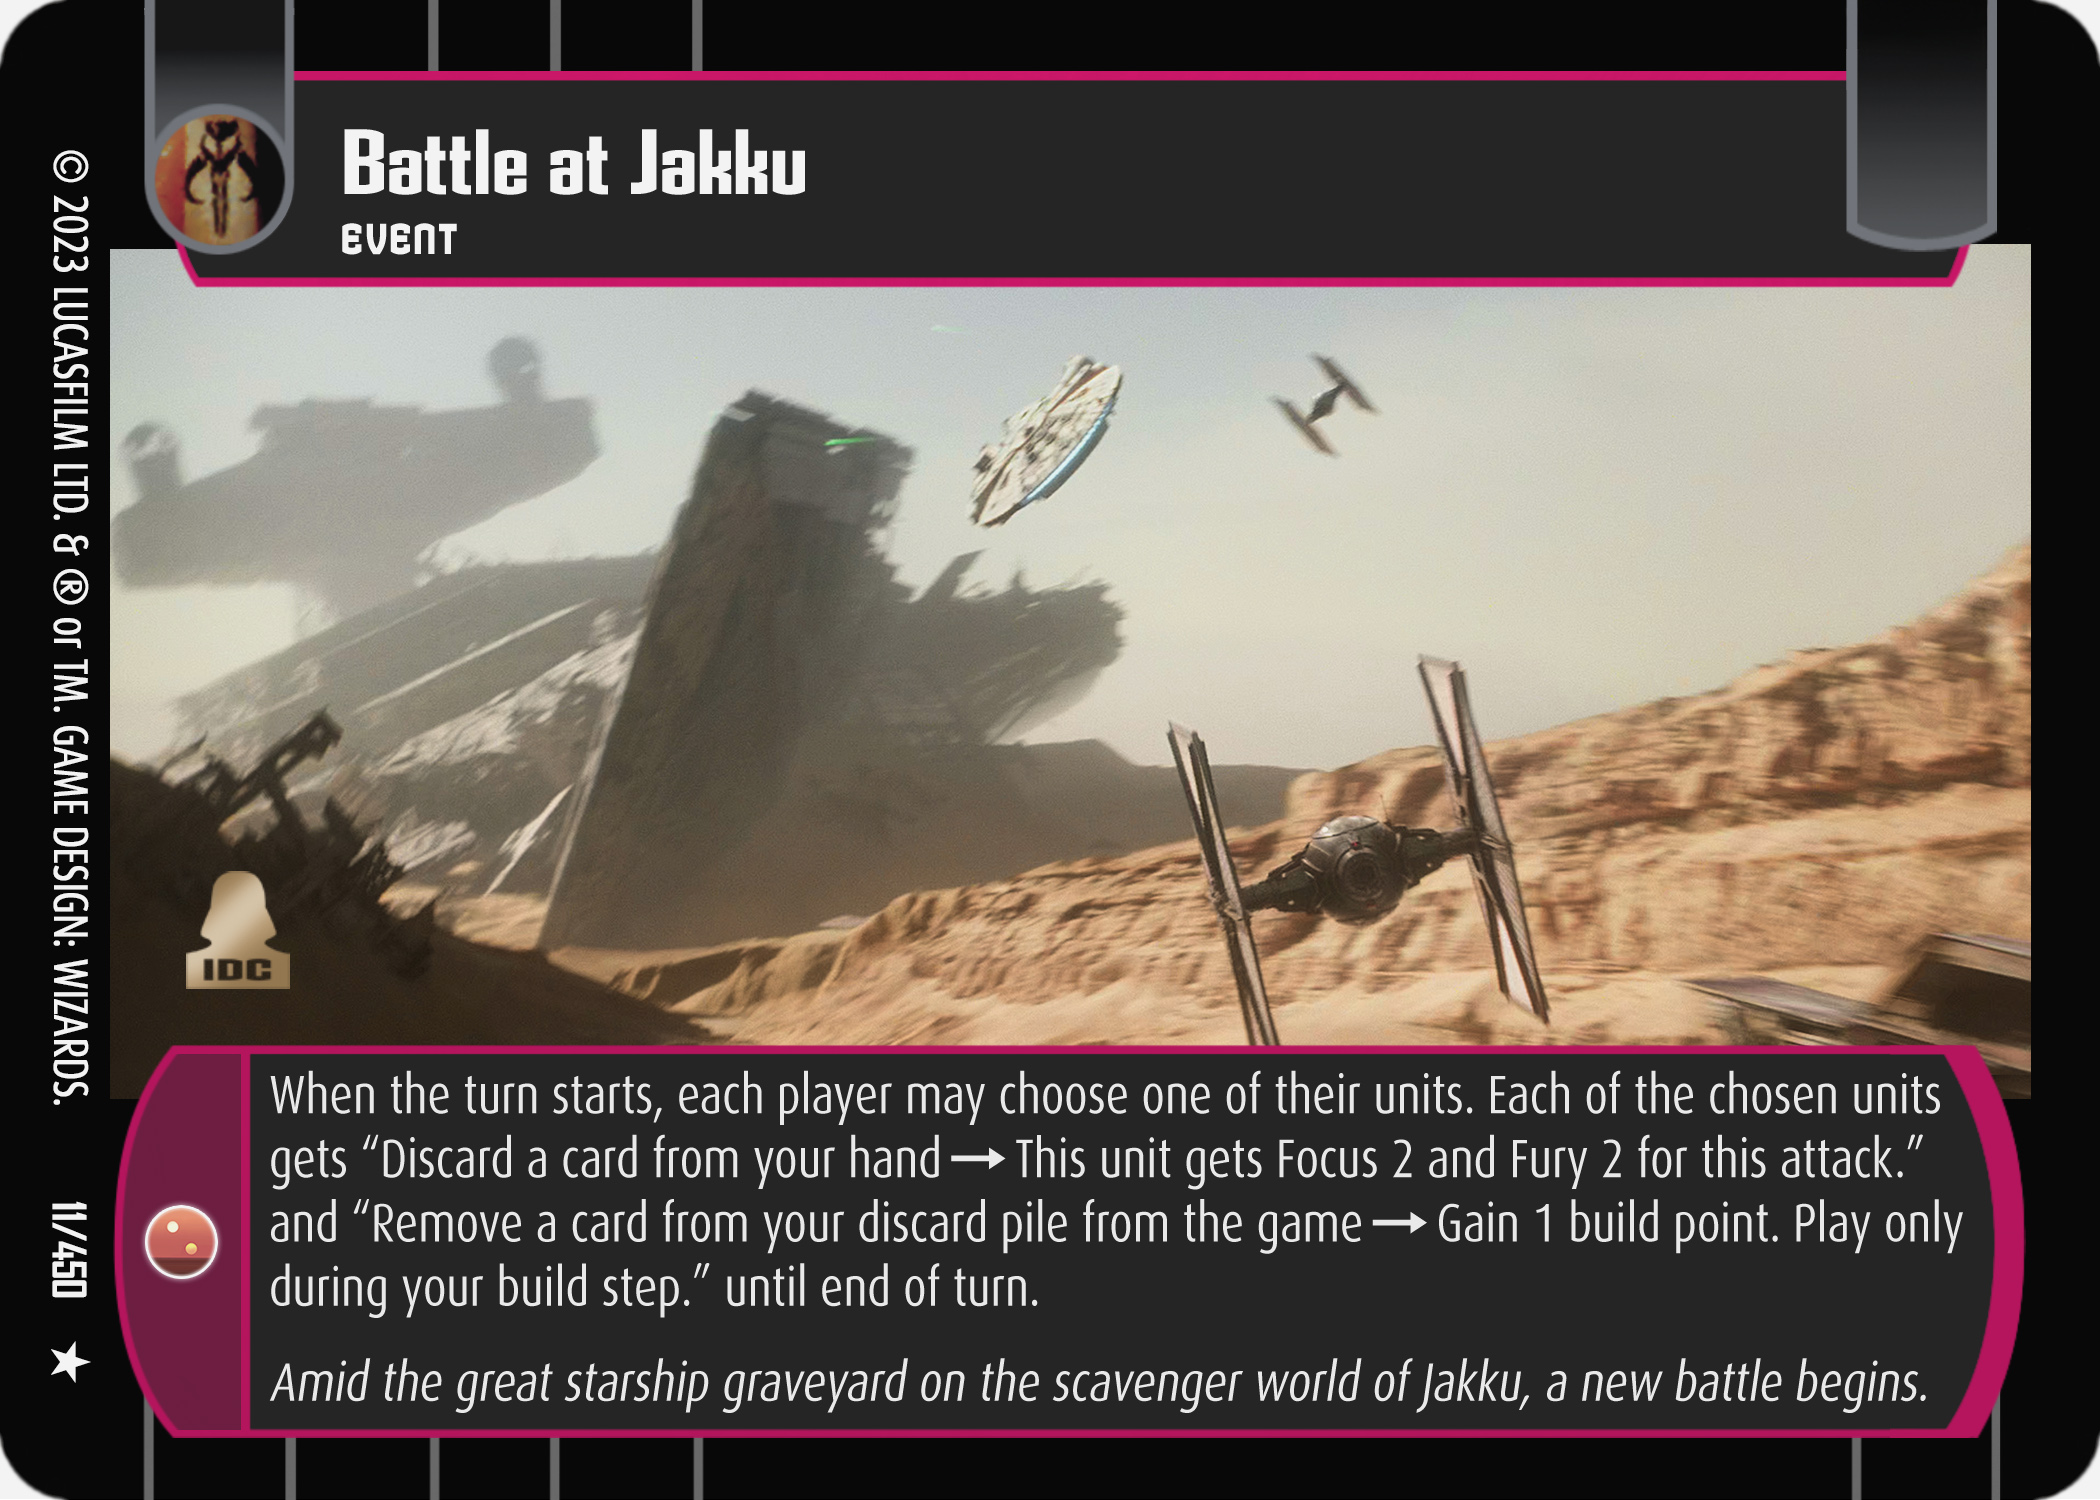 Battle at Jakku
EVENT
© 2023 LUCASFILM LTD. & ® or TM. GAME DESIGN: WIZARDS. 11/450 ★
IDC
When the turn starts, each player may choose one of their units. Each of the chosen units
gets “Discard a card from your hand → This unit gets Focus 2 and Fury 2 for this attack.”
and “Remove a card from your discard pile from the game → Gain 1 build point. Play only
during your build step.” until end of turn.
Amid the great starship graveyard on the scavenger world of Jakku, a new battle begins.